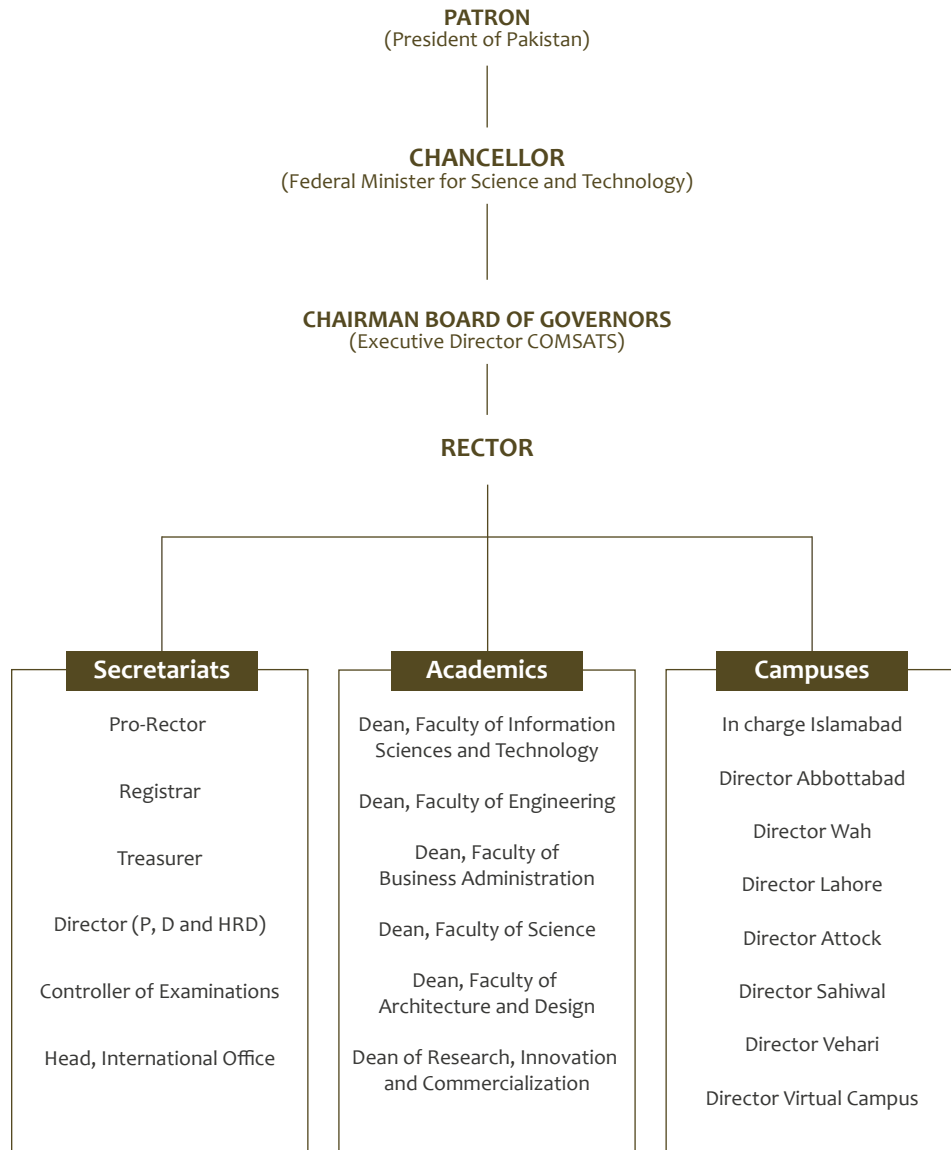 PATRON
(President of Pakistan)
CHANCELLOR
(Federal Minister for Science and Technology)
CHAIRMAN BOARD OF GOVERNORS
(Executive Director COMSATS)
RECTOR
Secretariats
Pro-Rector
Registrar
Treasurer
Director (P, D and HRD)
Controller of Examinations
Head, International Office
Academics
Dean, Faculty of Information
Sciences and Technology
Dean, Faculty of Engineering
Dean, Faculty of
Business Administration
Dean, Faculty of Science
Dean, Faculty of
Architecture and Design
Dean of Research, Innovation
and Commercialization
Campuses
In charge Islamabad
Director Abbottabad
Director Wah
Director Lahore
Director Attock
Director Sahiwal
Director Vehari
Director Virtual Campus